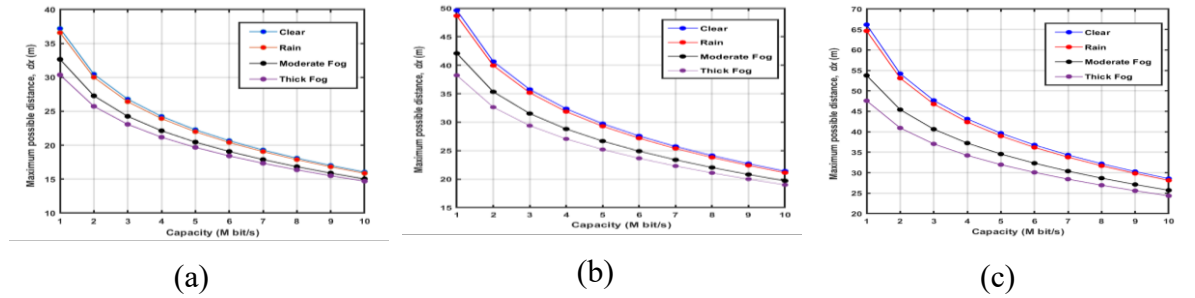 Maximum possible distance, dx (m)
40
35
30
25
20
15
10
1 2 3 4 5 6 7 8 9 10
Capacity (M bit/s)
Clear
Rain
Moderate Fog
Thick Fog
(a)
Maximum possible distance, dx (m)
50
45
40
35
30
25
20
15
1 2 3 4 5 6 7 8 9 10
Capacity (M bit/s)
Clear
Rain
Moderate Fog
Thick Fog
(b)
Maximum possible distance, dx (m)
70
65
60
55
50
45
40
35
30
25
20
1 2 3 4 5 6 7 8 9 10
Capacity (M bit/s)
Clear
Rain
Moderate Fog
Thick Fog
(c)